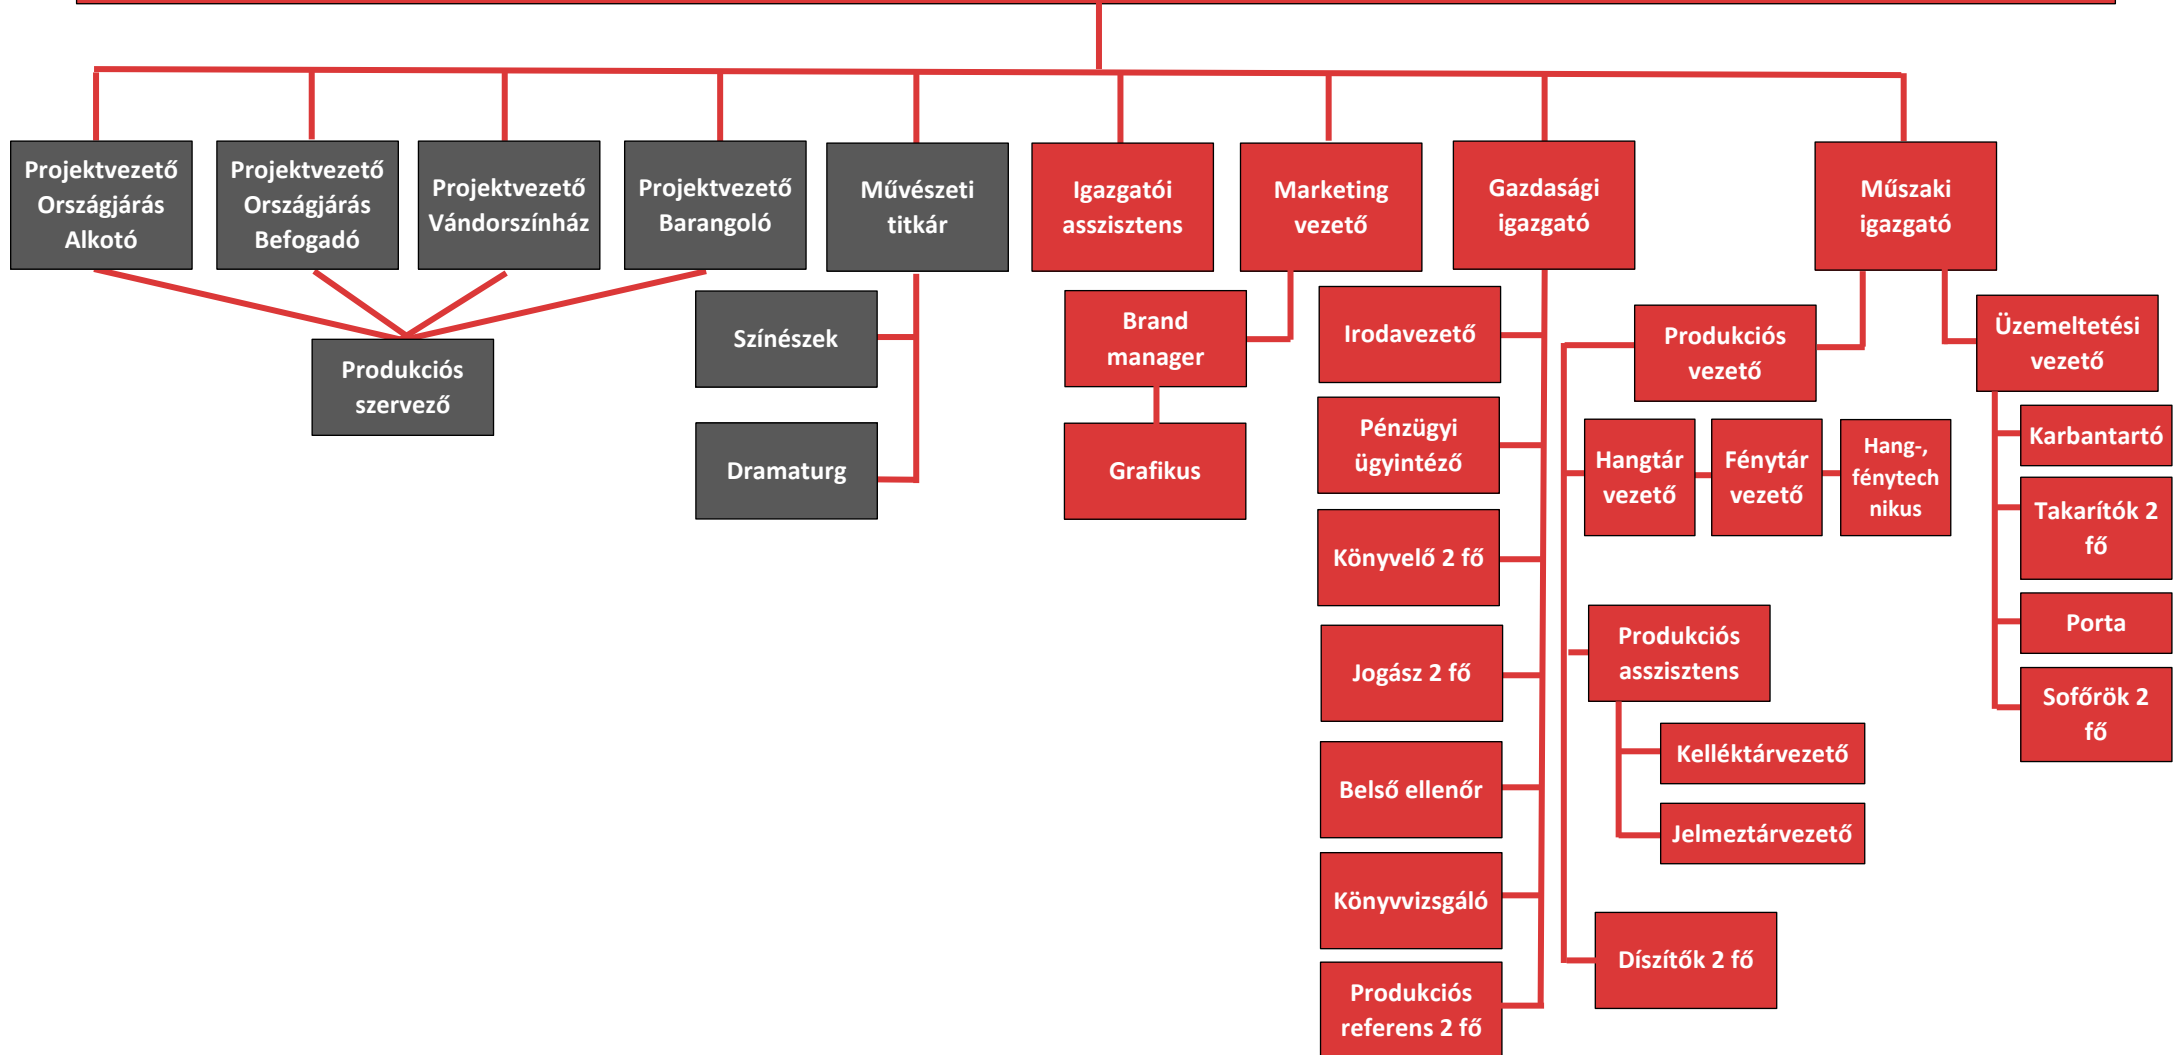 Projektvezető
Országjárás
Alkotó
Projektvezető
Országjárás
Befogadó
Projektvezető
Vándorszínház
Projektvezető
Barangoló
Művészeti
titkár
Igazgatói
asszisztens
Marketing
vezető
Gazdasági
igazgató
Műszaki
igazgató
Produkciós
szervező
Színészek
Dramaturg
Brand
manager
Grafikus
Irodavezető
Pénzügyi
ügyintéző
Könyvelő 2 fő
Jogász 2 fő
Belső ellenőr
Könyvvizsgáló
Produkciós
referens 2 fő
Produkciós
vezető
Hangtár
vezető
Fénytár
vezető
Hang-,
fénytech
nikus
Produkciós
asszisztens
Kelléktárvezető
Jelmeztárvezető
Díszítők 2 fő
Üzemeltetési
vezető
Karbantartó
Takarítók 2
fő
Porta
Sofőrök 2
fő